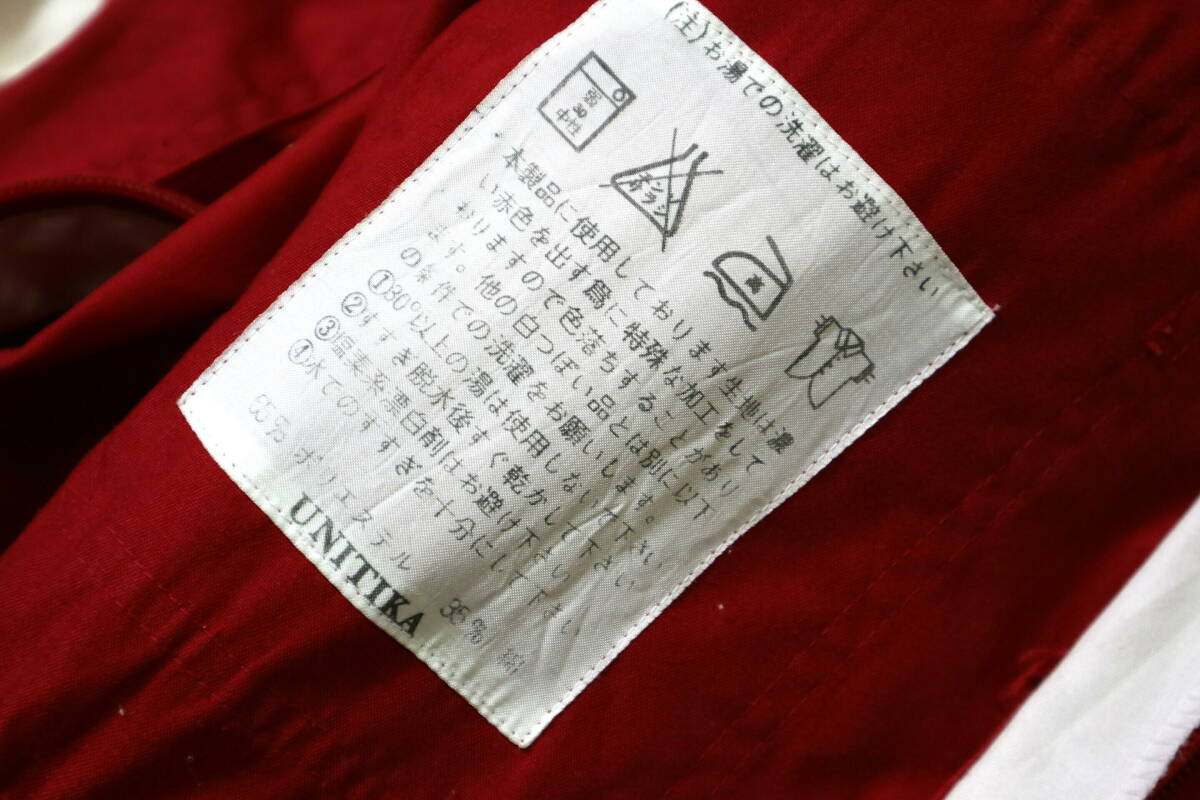 (注)お湯での洗濯はお避け下さい
30
中性
エンソ
サラシ
本製品に使用しております生地は濃
い赤色を出す為に特殊な加工をして
おりますので色落ちすることがあり
ます。他の白っぽい品とは別に以下
の条件での洗濯をお願いします。
①30°以上の湯は使用しないで下さい
②すすぎ脱水後すぐ乾かして下さい
③塩素系漂白剤はお避け下さい
④水でのすすぎを十分にして下さい
65% ポリエステル 35% 綿
UNITIKA